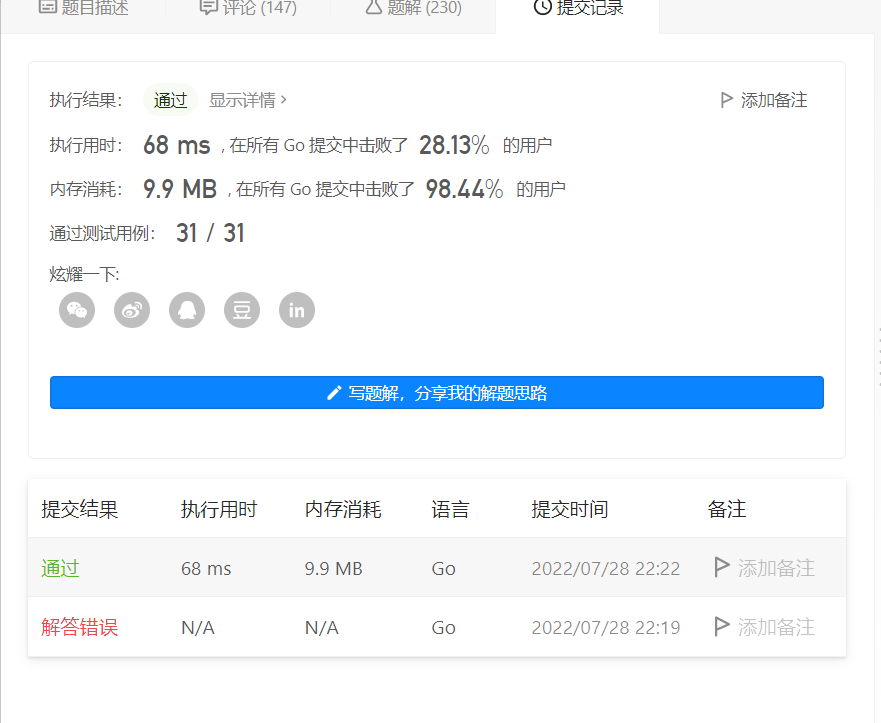 题目描述 评论 (147) 题解 (230) 提交记录
执行结果： 通过 显示详情 › 添加备注
执行用时： 68 ms , 在所有 Go 提交中击败了 28.13% 的用户
内存消耗： 9.9 MB , 在所有 Go 提交中击败了 98.44% 的用户
通过测试用例： 31 / 31
炫耀一下:
豆 in
写题解，分享我的解题思路
提交结果 执行用时 内存消耗 语言 提交时间 备注
通过 68 ms 9.9 MB Go 2022/07/28 22:22 添加备注
解答错误 N/A N/A Go 2022/07/28 22:19 添加备注